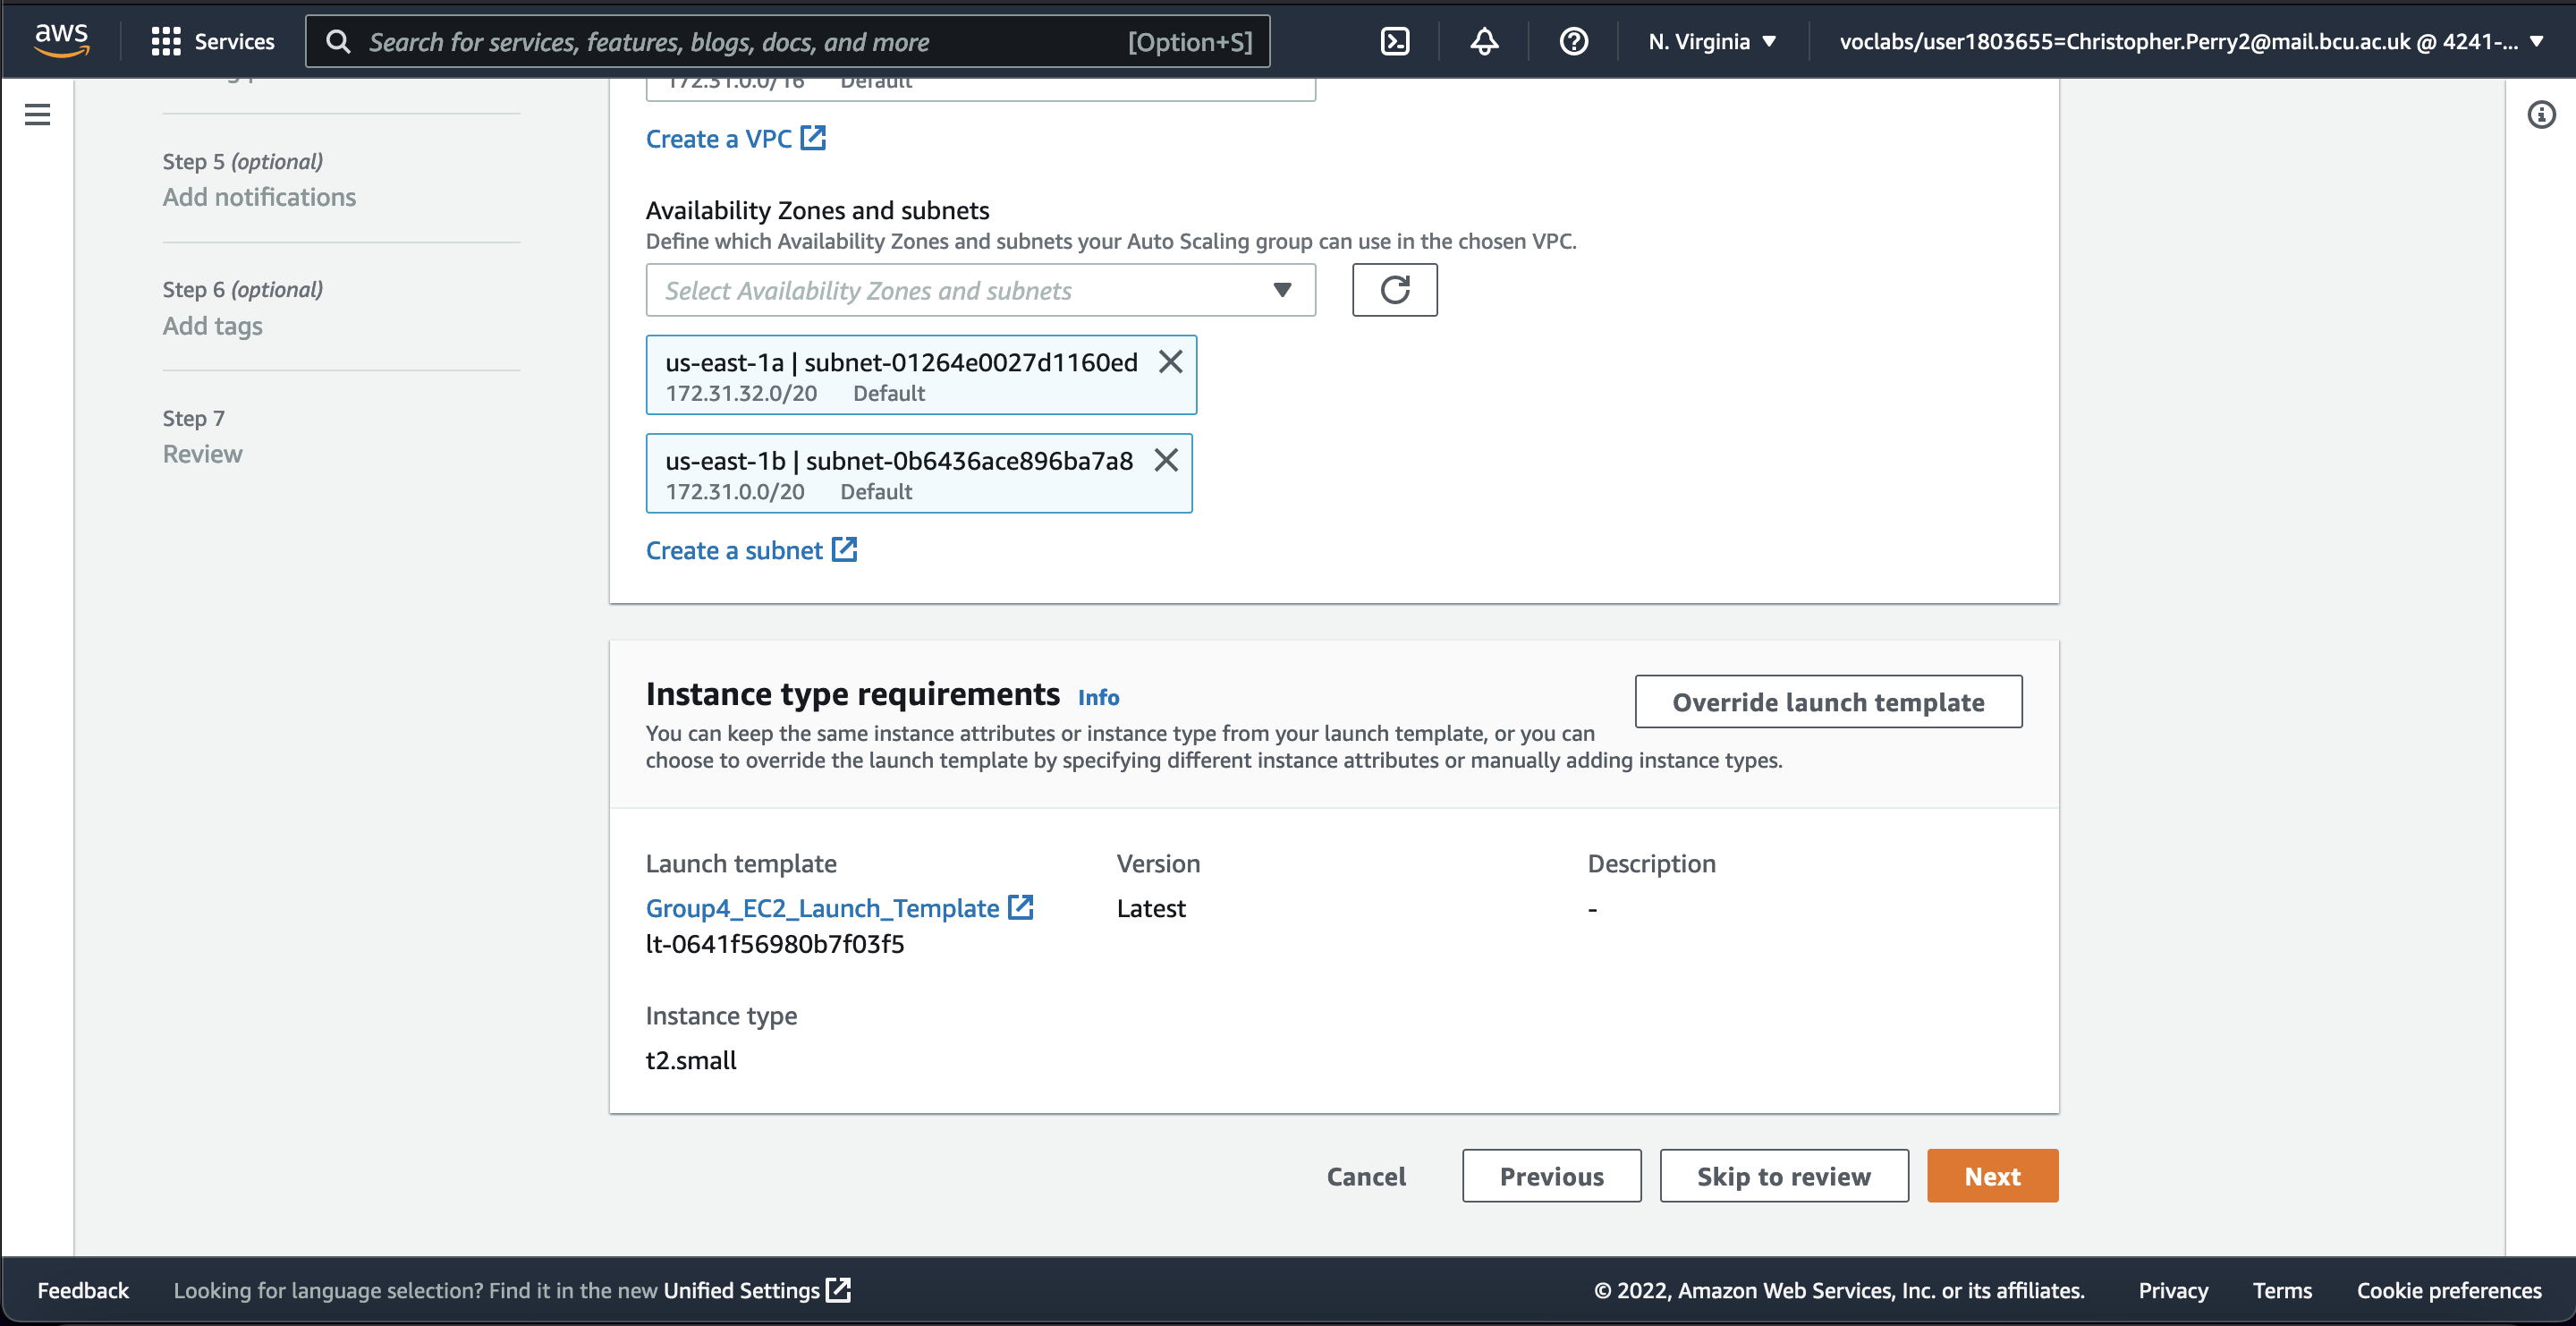 aws
Services
Search for services, features, blogs, docs, and more
[Option+S]
N. Virginia
voclabs/user1803655=Christopher.Perry2@mail.bcu.ac.uk @ 4241-...
172.31.0.0/16 Default
Create a VPC
Step 5 (optional)
Add notifications
Step 6 (optional)
Add tags
Step 7
Review
Availability Zones and subnets
Define which Availability Zones and subnets your Auto Scaling group can use in the chosen VPC.
Select Availability Zones and subnets
us-east-1a | subnet-01264e0027d1160ed
172.31.32.0/20 Default
us-east-1b | subnet-0b6436ace896ba7a8
172.31.0.0/20 Default
Create a subnet
Instance type requirements Info
Override launch template
You can keep the same instance attributes or instance type from your launch template, or you can
choose to override the launch template by specifying different instance attributes or manually adding instance types.
Launch template
Group4_EC2_Launch_Template
lt-0641f56980b7f03f5
Version
Latest
Description
-
Instance type
t2.small
Cancel
Previous
Skip to review
Next
Feedback
Looking for language selection? Find it in the new Unified Settings
© 2022, Amazon Web Services, Inc. or its affiliates.
Privacy
Terms
Cookie preferences